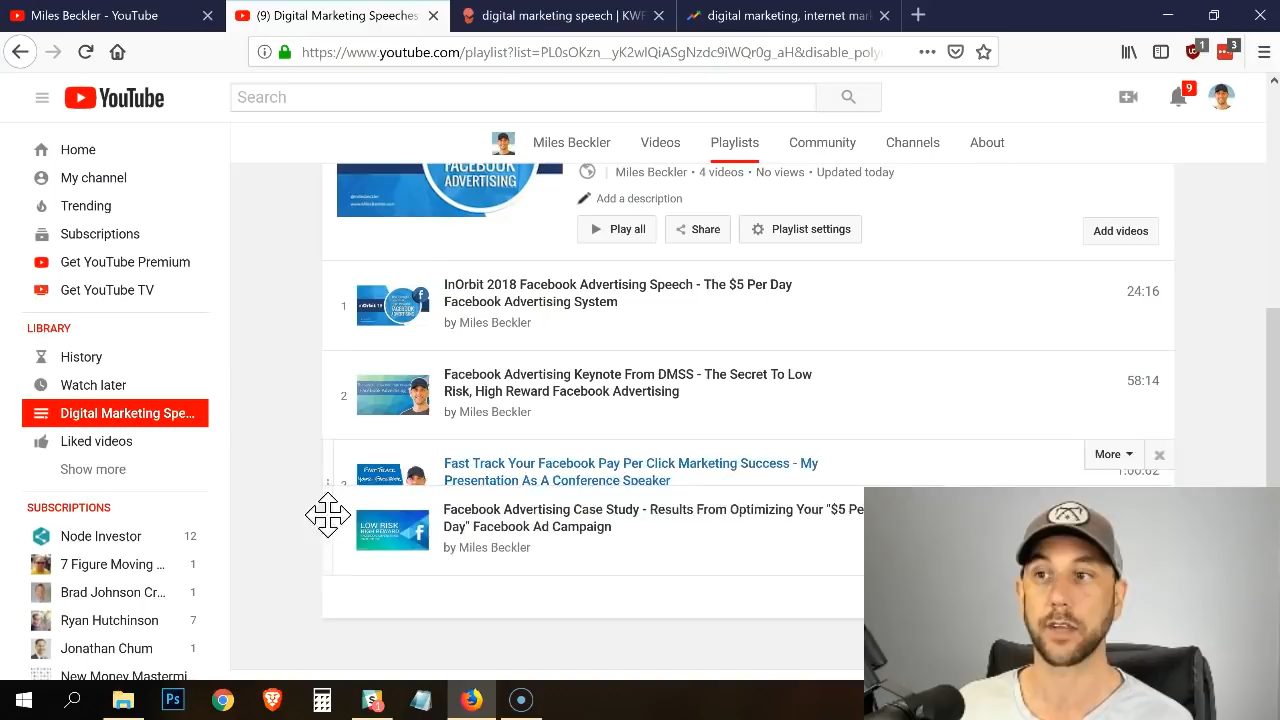 Miles Beckler - YouTube
(9) Digital Marketing Speeches
digital marketing speech | KWF
digital marketing, internet mar
https://www.youtube.com/playlist?list=PL0sOKzn__yK2wlQiASgNzdc9iWQr0g_aH&disable_poly
1
3
YouTube
Search
9
Home
My channel
Trending
Subscriptions
Get YouTube Premium
Get YouTube TV
LIBRARY
History
Watch later
Digital Marketing Spe...
Liked videos
Show more
SUBSCRIPTIONS
Node Investor 12
7 Figure Moving ... 1
Brad Johnson Cr... 1
Ryan Hutchinson 7
Jonathan Chum 1
New Money Mastermi
Miles Beckler
Videos
Playlists
Community
Channels
About
FACEBOOK
ADVERTISING
Miles Beckler • 4 videos • No views • Updated today
Add a description
Play all
Share
Playlist settings
Add videos
1
InOrbit 2018 Facebook Advertising Speech - The $5 Per Day
Facebook Advertising System
by Miles Beckler
24:16
2
Facebook Advertising Keynote From DMSS - The Secret To Low
Risk, High Reward Facebook Advertising
by Miles Beckler
58:14
Fast Track Your Facebook Pay Per Click Marketing Success - My
Presentation As A Conference Speaker
More
LOW RISK
HIGH REWARD
Facebook Advertising Case Study - Results From Optimizing Your "$5 Pe
Day" Facebook Ad Campaign
by Miles Beckler